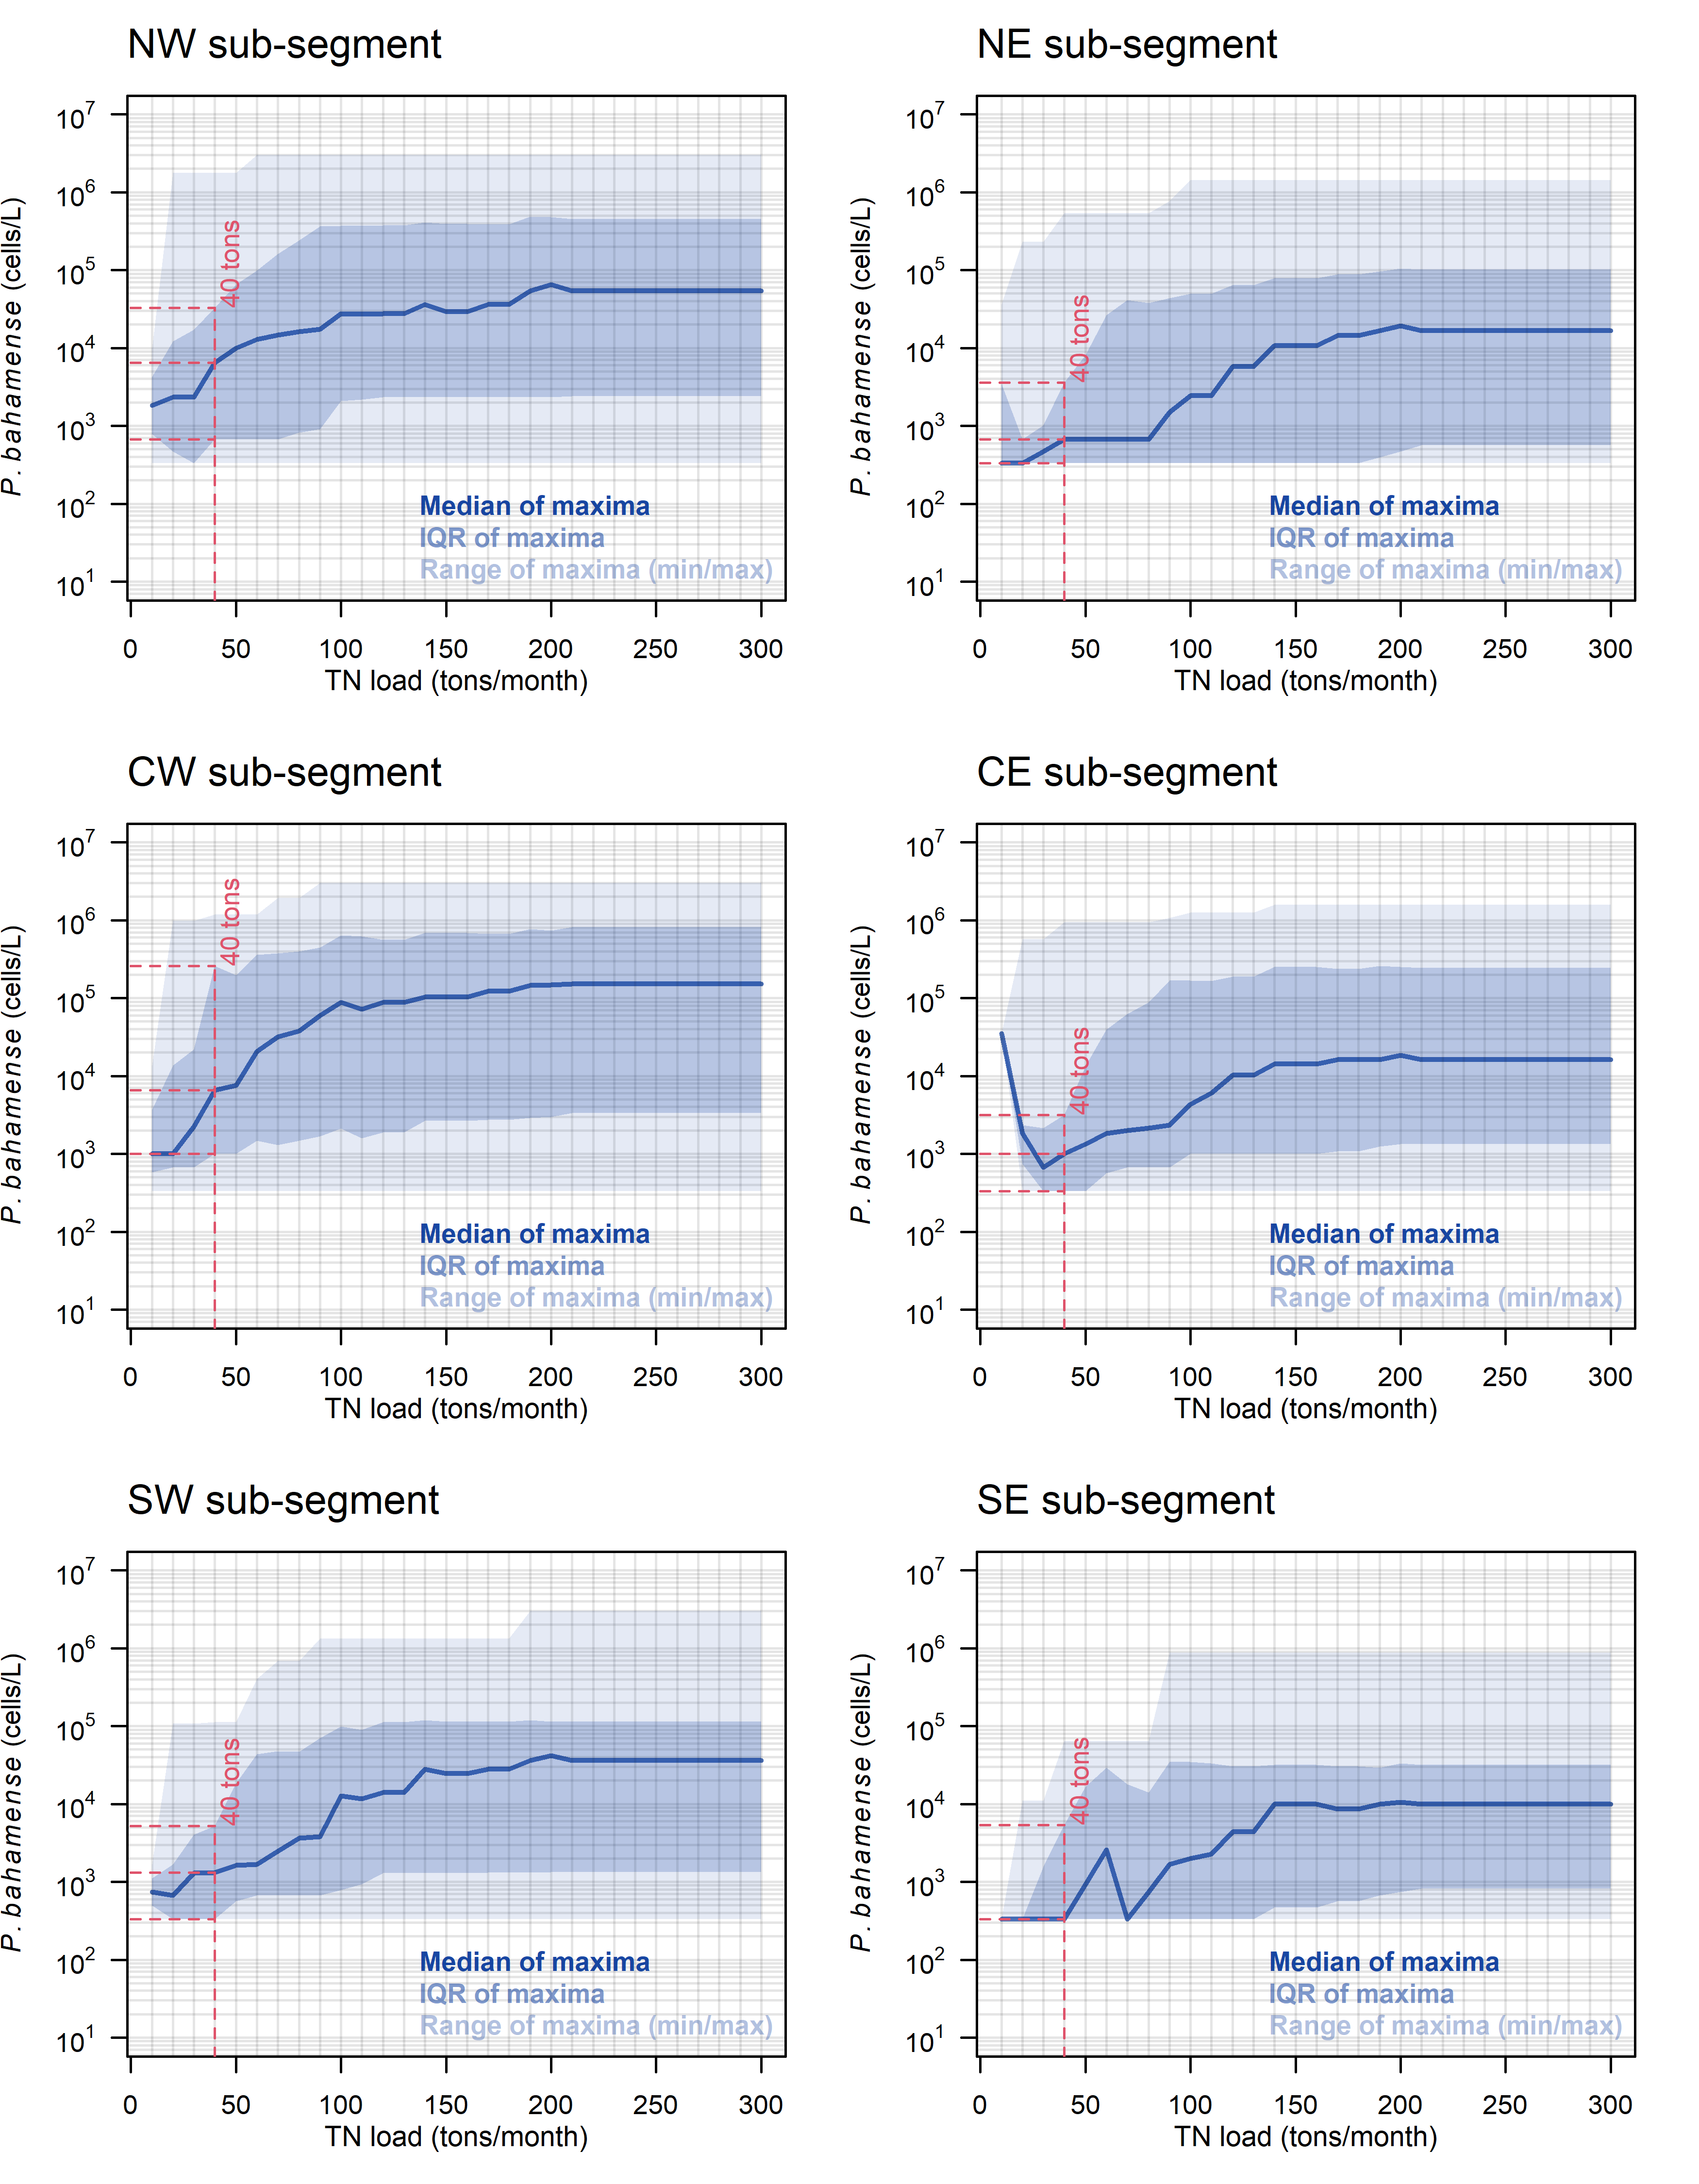 NW sub-segment
P. bahamense (cells/L)
10^7
10^6
10^5
10^4
10^3
10^2
10^1
40 tons
Median of maxima
IQR of maxima
Range of maxima (min/max)
0 50 100 150 200 250 300
TN load (tons/month)
NE sub-segment
P. bahamense (cells/L)
10^7
10^6
10^5
10^4
10^3
10^2
10^1
40 tons
Median of maxima
IQR of maxima
Range of maxima (min/max)
0 50 100 150 200 250 300
TN load (tons/month)
CW sub-segment
P. bahamense (cells/L)
10^7
10^6
10^5
10^4
10^3
10^2
10^1
40 tons
Median of maxima
IQR of maxima
Range of maxima (min/max)
0 50 100 150 200 250 300
TN load (tons/month)
CE sub-segment
P. bahamense (cells/L)
10^7
10^6
10^5
10^4
10^3
10^2
10^1
40 tons
Median of maxima
IQR of maxima
Range of maxima (min/max)
0 50 100 150 200 250 300
TN load (tons/month)
SW sub-segment
P. bahamense (cells/L)
10^7
10^6
10^5
10^4
10^3
10^2
10^1
40 tons
Median of maxima
IQR of maxima
Range of maxima (min/max)
0 50 100 150 200 250 300
TN load (tons/month)
SE sub-segment
P. bahamense (cells/L)
10^7
10^6
10^5
10^4
10^3
10^2
10^1
40 tons
Median of maxima
IQR of maxima
Range of maxima (min/max)
0 50 100 150 200 250 300
TN load (tons/month)